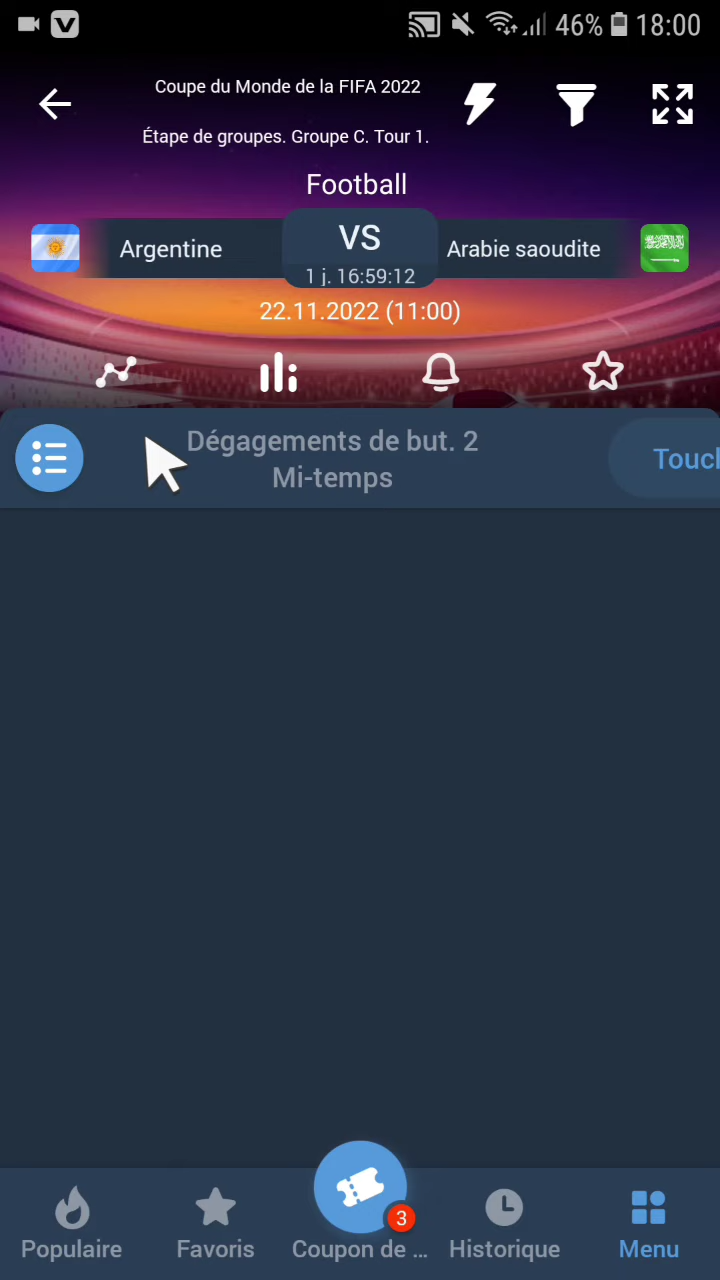 46% 18:00
Coupe du Monde de la FIFA 2022
Étape de groupes. Groupe C. Tour 1.
Football
Argentine VS Arabie saoudite
1 j. 16:59:12
22.11.2022 (11:00)
Dégagements de but. 2
Mi-temps
Toucl
3
Populaire Favoris Coupon de ... Historique Menu